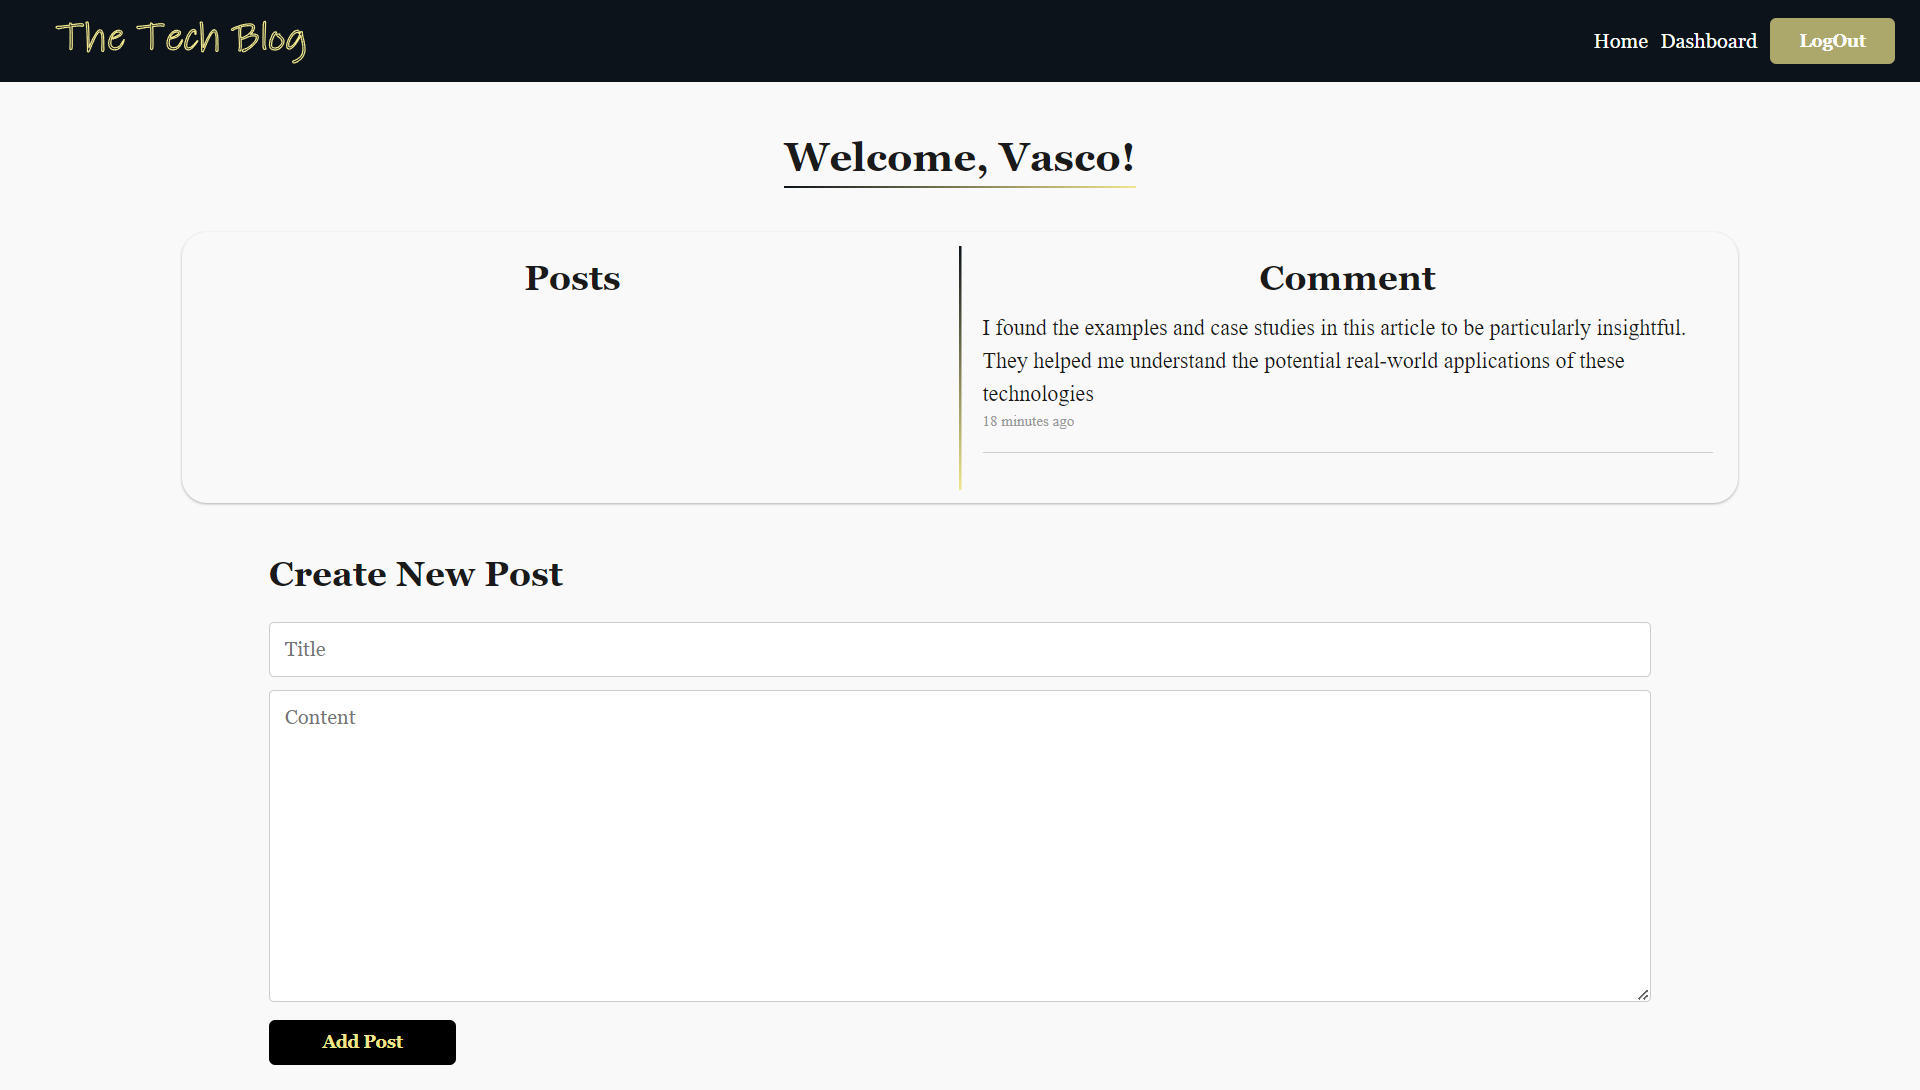 The Tech Blog
Home Dashboard LogOut
Welcome, Vasco!
Posts
Comment
I found the examples and case studies in this article to be particularly insightful.
They helped me understand the potential real-world applications of these
technologies
18 minutes ago
Create New Post
Title
Content
Add Post